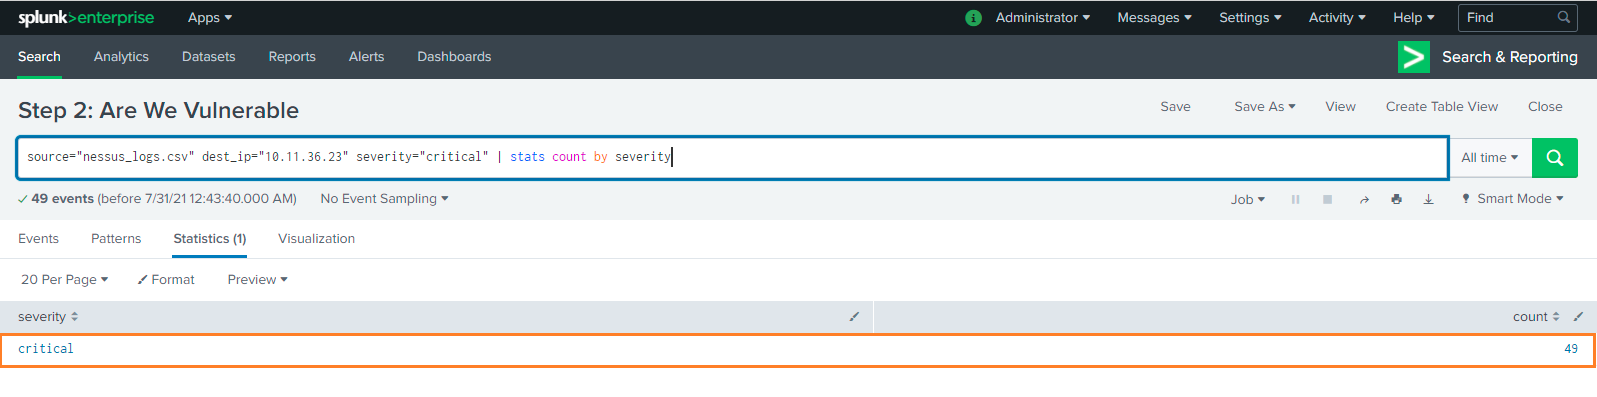 splunk>enterprise Apps Administrator Messages Settings Activity Help Find
Search Analytics Datasets Reports Alerts Dashboards Search & Reporting
Step 2: Are We Vulnerable Save Save As View Create Table View Close
source="nessus_logs.csv" dest_ip="10.11.36.23" severity="critical" | stats count by severity All time
49 events (before 7/31/21 12:43:40.000 AM) No Event Sampling Job Smart Mode
Events Patterns Statistics (1) Visualization
20 Per Page Format Preview
severity count
critical 49